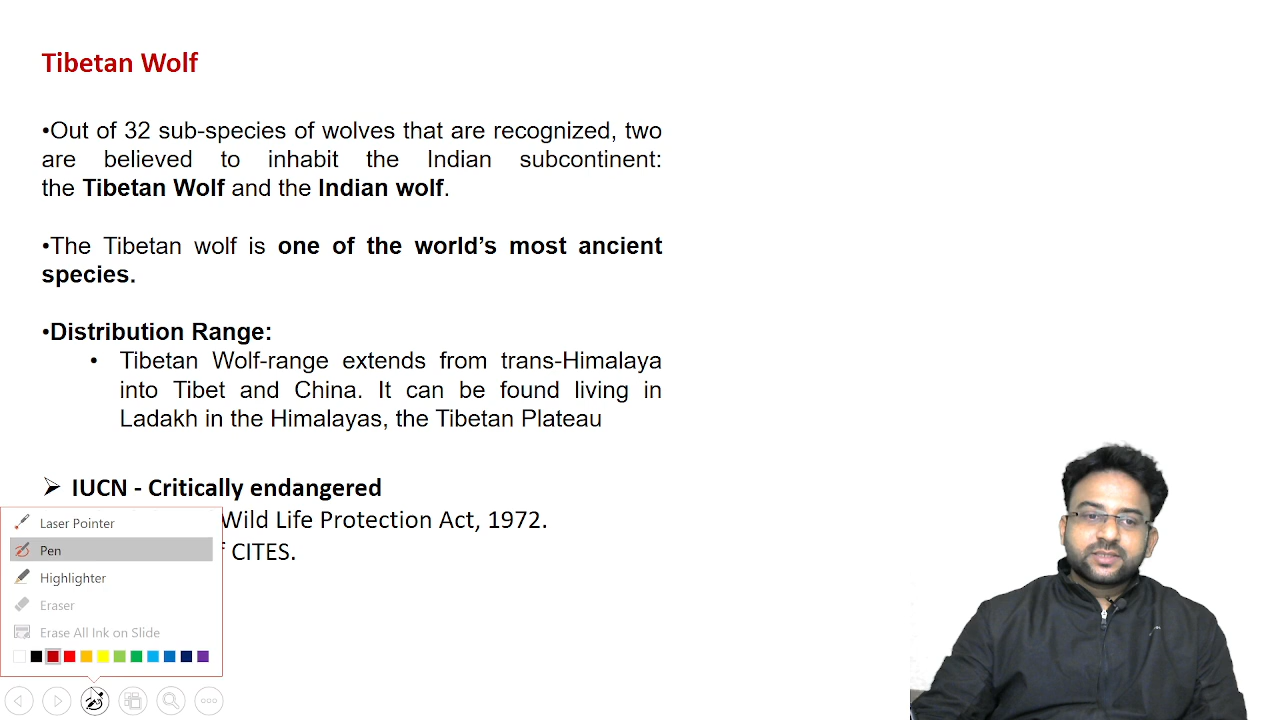 Tibetan Wolf
•Out of 32 sub-species of wolves that are recognized, two
are believed to inhabit the Indian subcontinent:
the Tibetan Wolf and the Indian wolf.
•The Tibetan wolf is one of the world’s most ancient
species.
•Distribution Range:
• Tibetan Wolf-range extends from trans-Himalaya
into Tibet and China. It can be found living in
Ladakh in the Himalayas, the Tibetan Plateau
➢ IUCN - Critically endangered
Wild Life Protection Act, 1972.
CITES.
Laser Pointer
Pen
Highlighter
Eraser
Erase All Ink on Slide